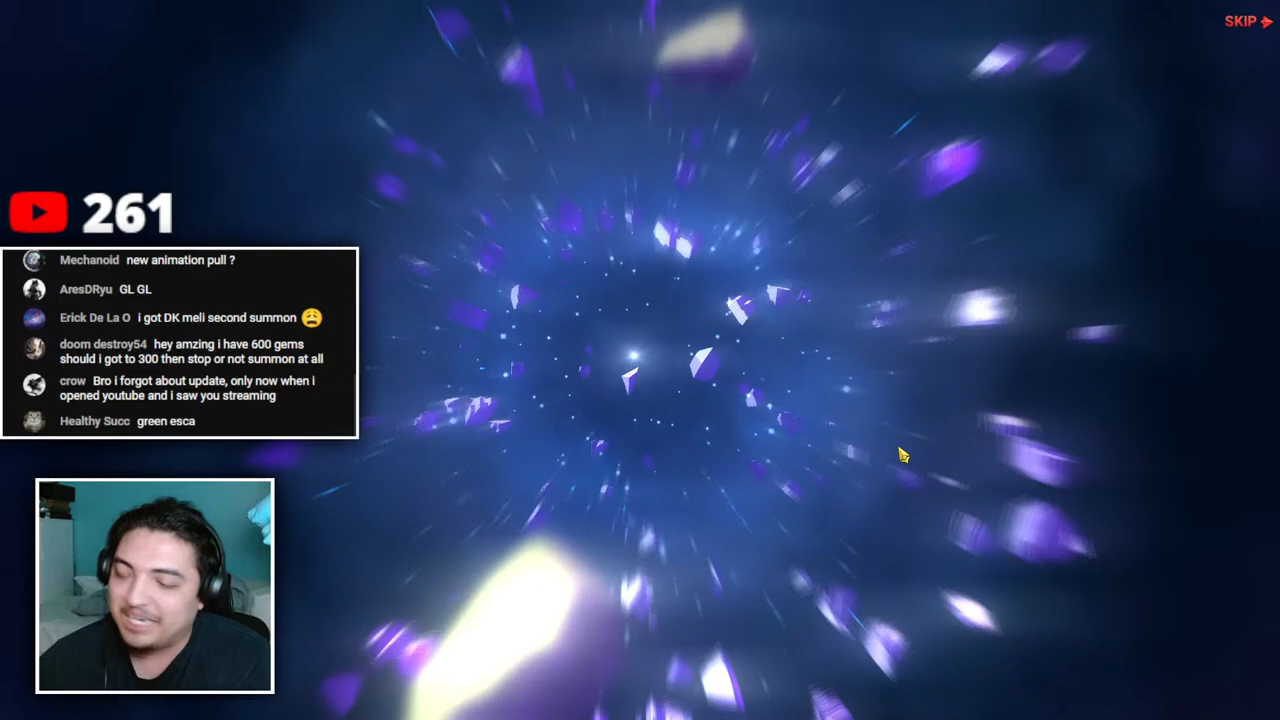 SKIP
261
Mechanoid new animation pull ?
AresDRyu GL GL
Erick De La O i got DK meli second summon 😩
doom destroy54 hey amzing i have 600 gems
should i got to 300 then stop or not summon at all
crow Bro i forgot about update, only now when i
opened youtube and i saw you streaming
Healthy Succ green esca